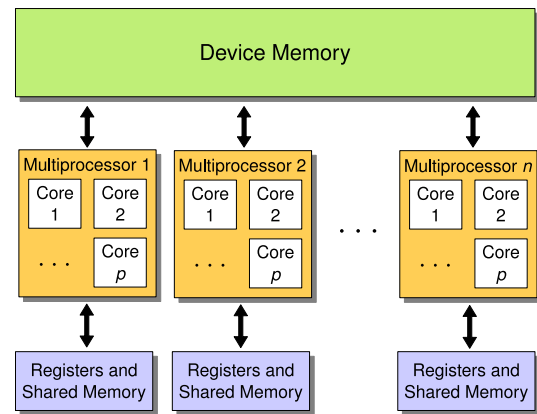 Device Memory
Multiprocessor 1
Core
1
Core
2
. . .
Core
p
Multiprocessor 2
Core
1
Core
2
. . .
Core
p
. . .
Multiprocessor n
Core
1
Core
2
. . .
Core
p
Registers and
Shared Memory
Registers and
Shared Memory
Registers and
Shared Memory